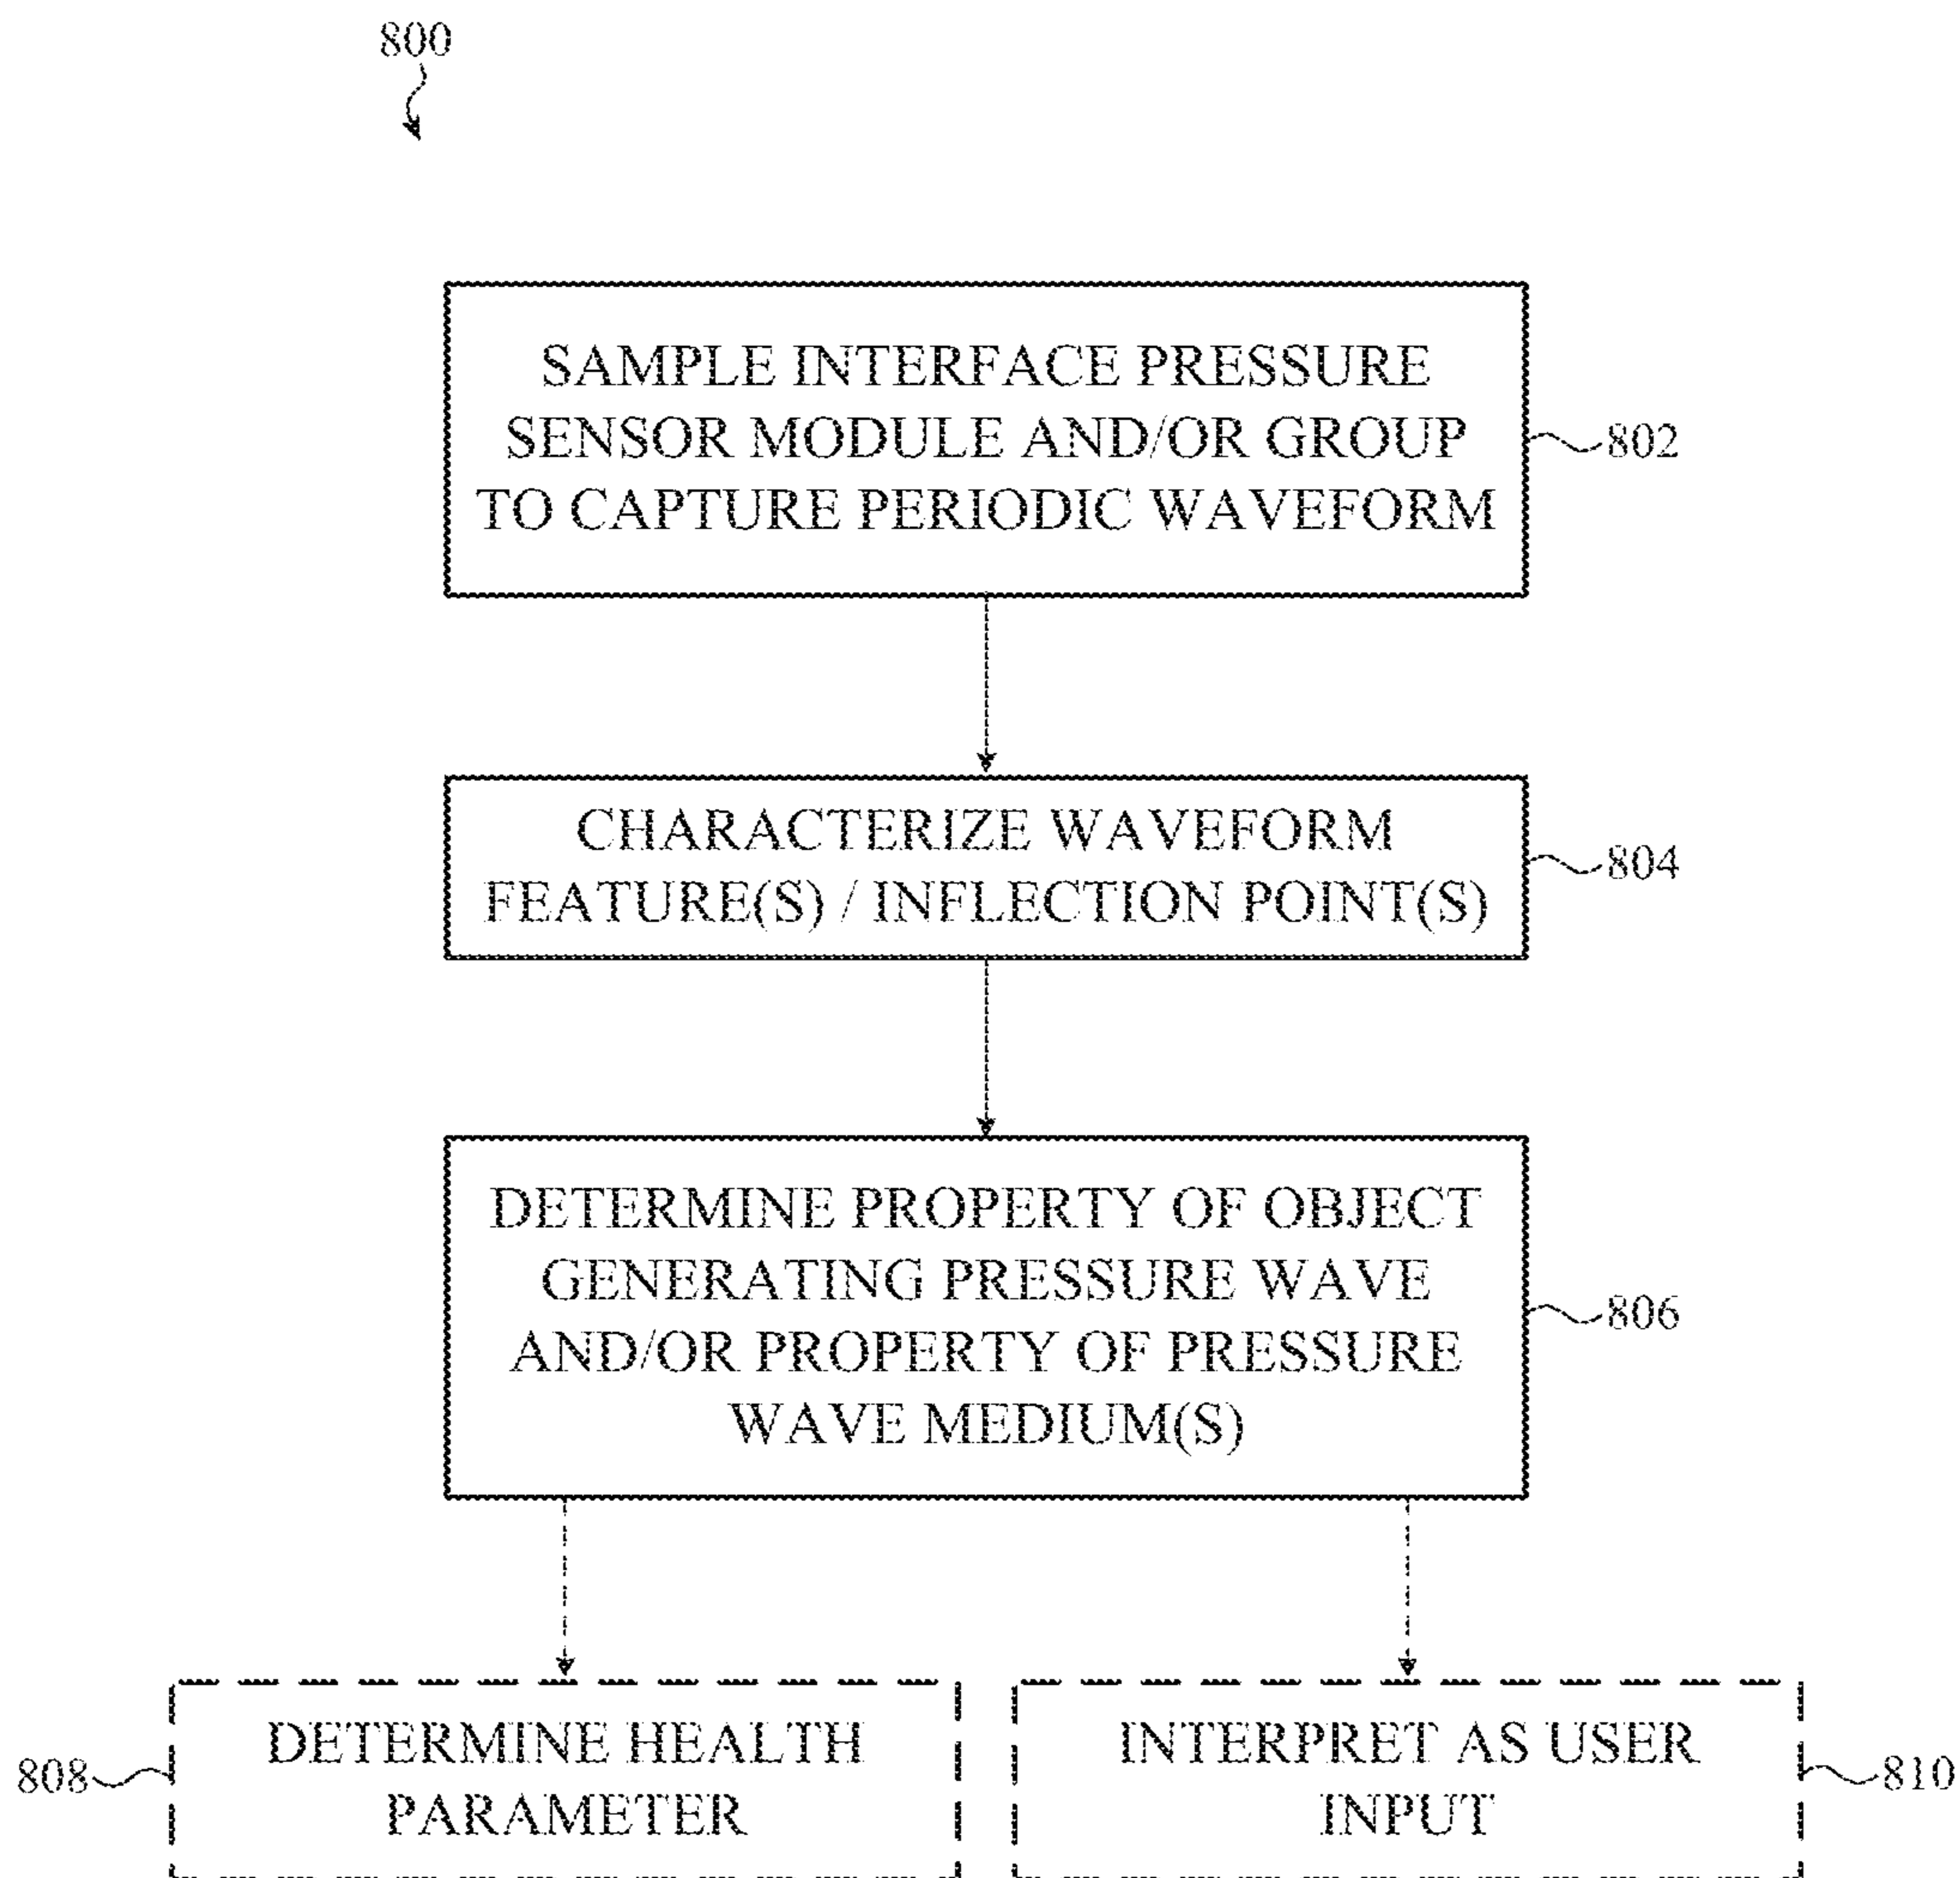 800
SAMPLE INTERFACE PRESSURE
SENSOR MODULE AND/OR GROUP
TO CAPTURE PERIODIC WAVEFORM
802
CHARACTERIZE WAVEFORM
FEATURE(S) / INFLECTION POINT(S)
804
DETERMINE PROPERTY OF OBJECT
GENERATING PRESSURE WAVE
AND/OR PROPERTY OF PRESSURE
WAVE MEDIUM(S)
806
808
DETERMINE HEALTH
PARAMETER
INTERPRET AS USER
INPUT
810